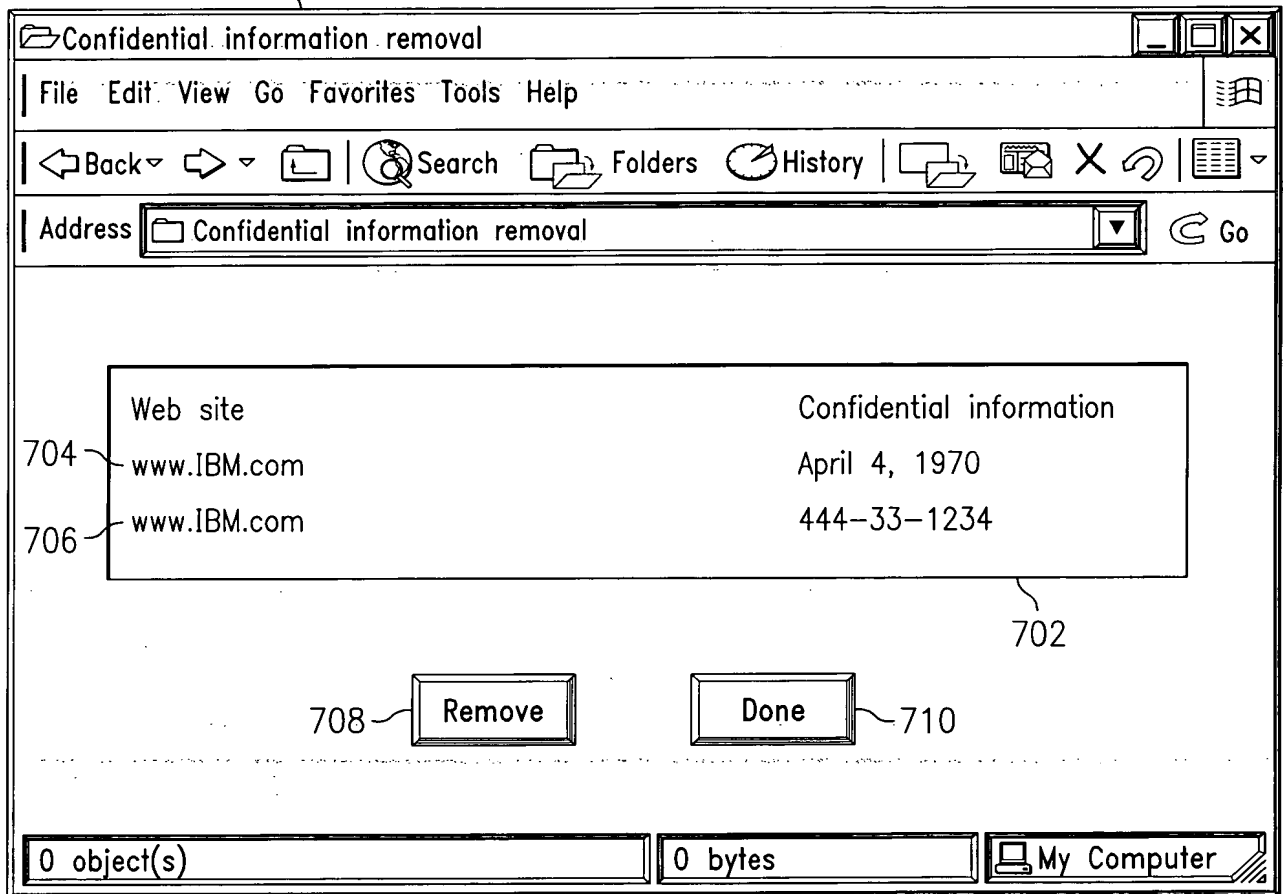 Confidential information removal
File Edit View Go Favorites Tools Help
Back Search Folders History
Address Confidential information removal Go
Web site Confidential information
704 www.IBM.com April 4, 1970
706 www.IBM.com 444-33-1234
702
708 Remove Done 710
0 object(s) 0 bytes My Computer